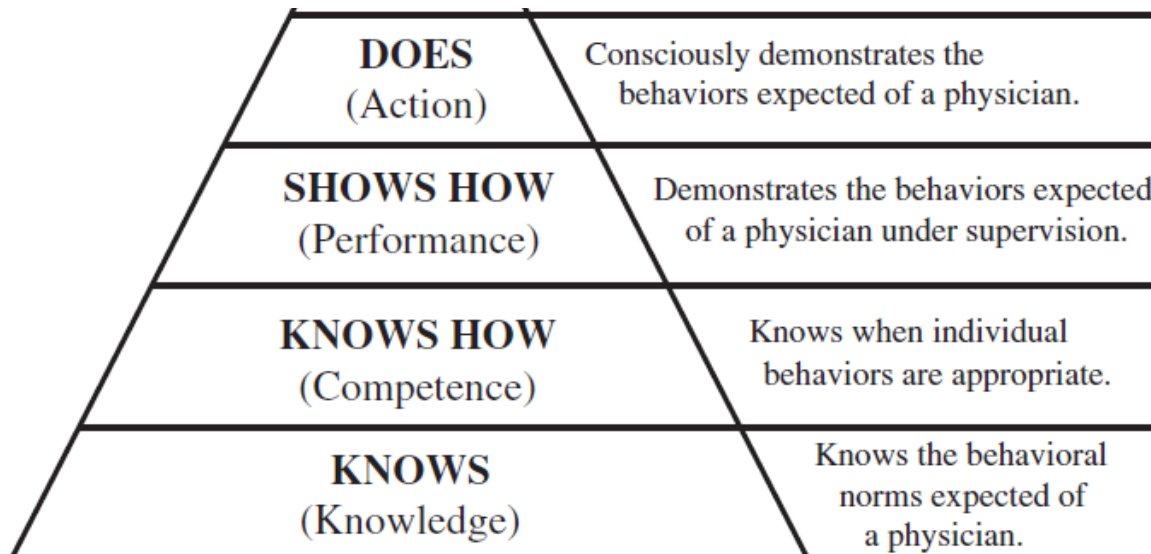 DOES
(Action)
Consciously demonstrates the
behaviors expected of a physician.
SHOWS HOW
(Performance)
Demonstrates the behaviors expected
of a physician under supervision.
KNOWS HOW
(Competence)
Knows when individual
behaviors are appropriate.
KNOWS
(Knowledge)
Knows the behavioral
norms expected of
a physician.